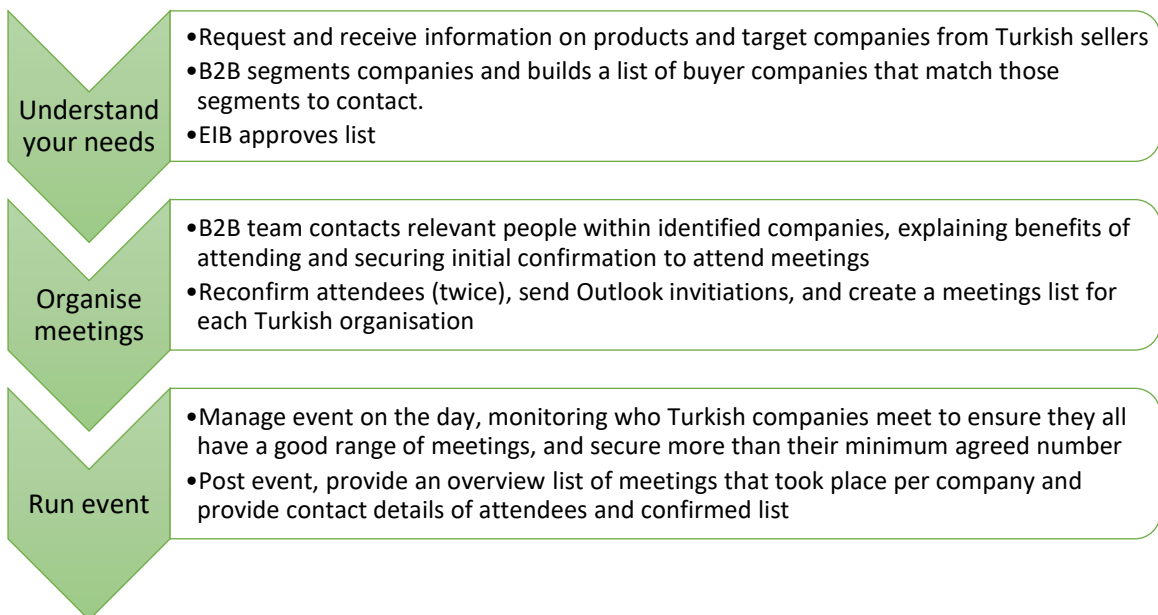 Understand
your needs
•Request and receive information on products and target companies from Turkish sellers
•B2B segments companies and builds a list of buyer companies that match those
segments to contact.
•EIB approves list
Organise
meetings
•B2B team contacts relevant people within identified companies, explaining benefits of
attending and securing initial confirmation to attend meetings
•Reconfirm attendees (twice), send Outlook invitiations, and create a meetings list for
each Turkish organisation
Run event
•Manage event on the day, monitoring who Turkish companies meet to ensure they all
have a good range of meetings, and secure more than their minimum agreed number
•Post event, provide an overview list of meetings that took place per company and
provide contact details of attendees and confirmed list